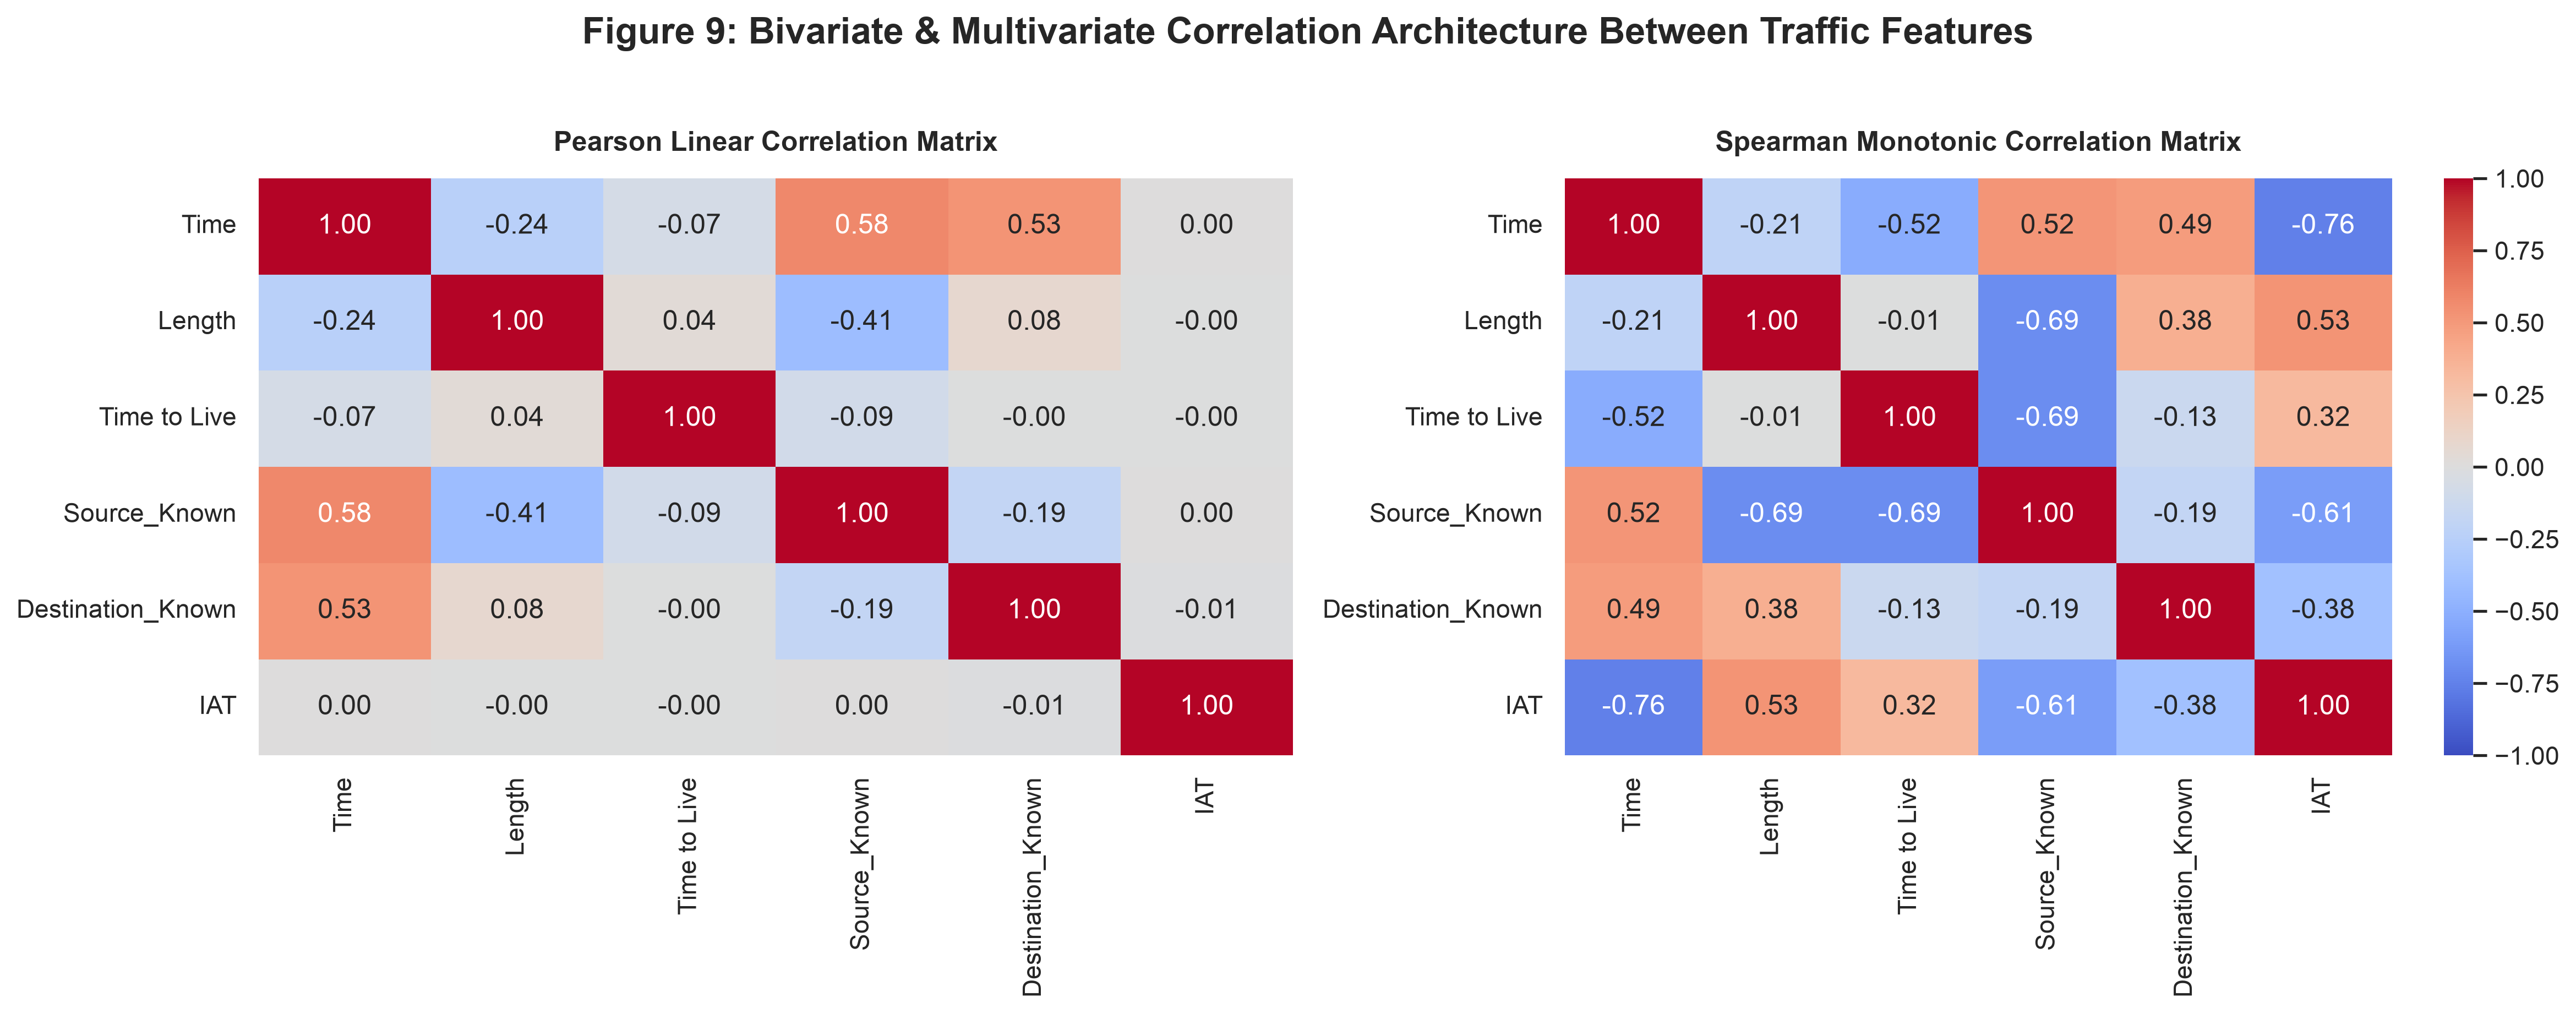 Figure 9: Bivariate & Multivariate Correlation Architecture Between Traffic Features
Pearson Linear Correlation Matrix
Time 1.00 -0.24 -0.07 0.58 0.53 0.00
Length -0.24 1.00 0.04 -0.41 0.08 -0.00
Time to Live -0.07 0.04 1.00 -0.09 -0.00 -0.00
Source_Known 0.58 -0.41 -0.09 1.00 -0.19 0.00
Destination_Known 0.53 0.08 -0.00 -0.19 1.00 -0.01
IAT 0.00 -0.00 -0.00 0.00 -0.01 1.00
Time
Length
Time to Live
Source_Known
Destination_Known
IAT
Spearman Monotonic Correlation Matrix
Time 1.00 -0.21 -0.52 0.52 0.49 -0.76
Length -0.21 1.00 -0.01 -0.69 0.38 0.53
Time to Live -0.52 -0.01 1.00 -0.69 -0.13 0.32
Source_Known 0.52 -0.69 -0.69 1.00 -0.19 -0.61
Destination_Known 0.49 0.38 -0.13 -0.19 1.00 -0.38
IAT -0.76 0.53 0.32 -0.61 -0.38 1.00
Time
Length
Time to Live
Source_Known
Destination_Known
IAT
1.00
0.75
0.50
0.25
0.00
−0.25
−0.50
−0.75
−1.00